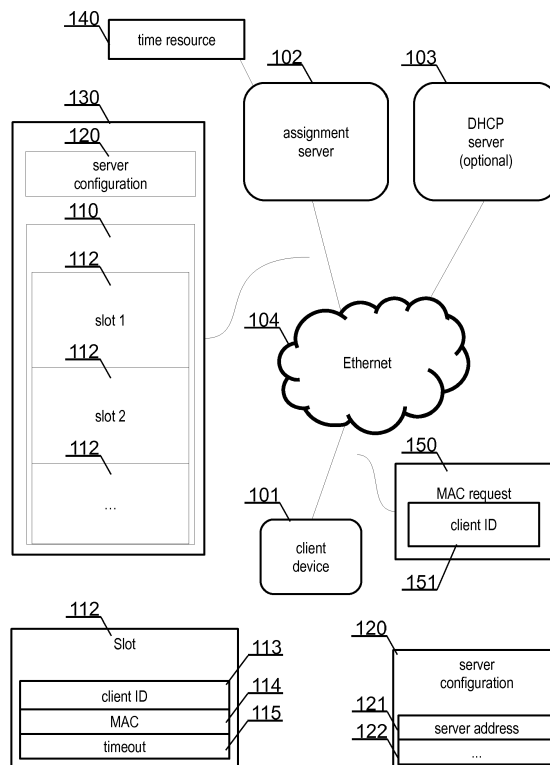 140
time resource
102
103
assignment
server
DHCP
server
(optional)
130
120
server
configuration
110
112
slot 1
112
slot 2
112
...
104
Ethernet
150
MAC request
client ID
151
101
client
device
112
Slot
113
client ID
114
MAC
115
timeout
120
server
configuration
121
server address
122
...